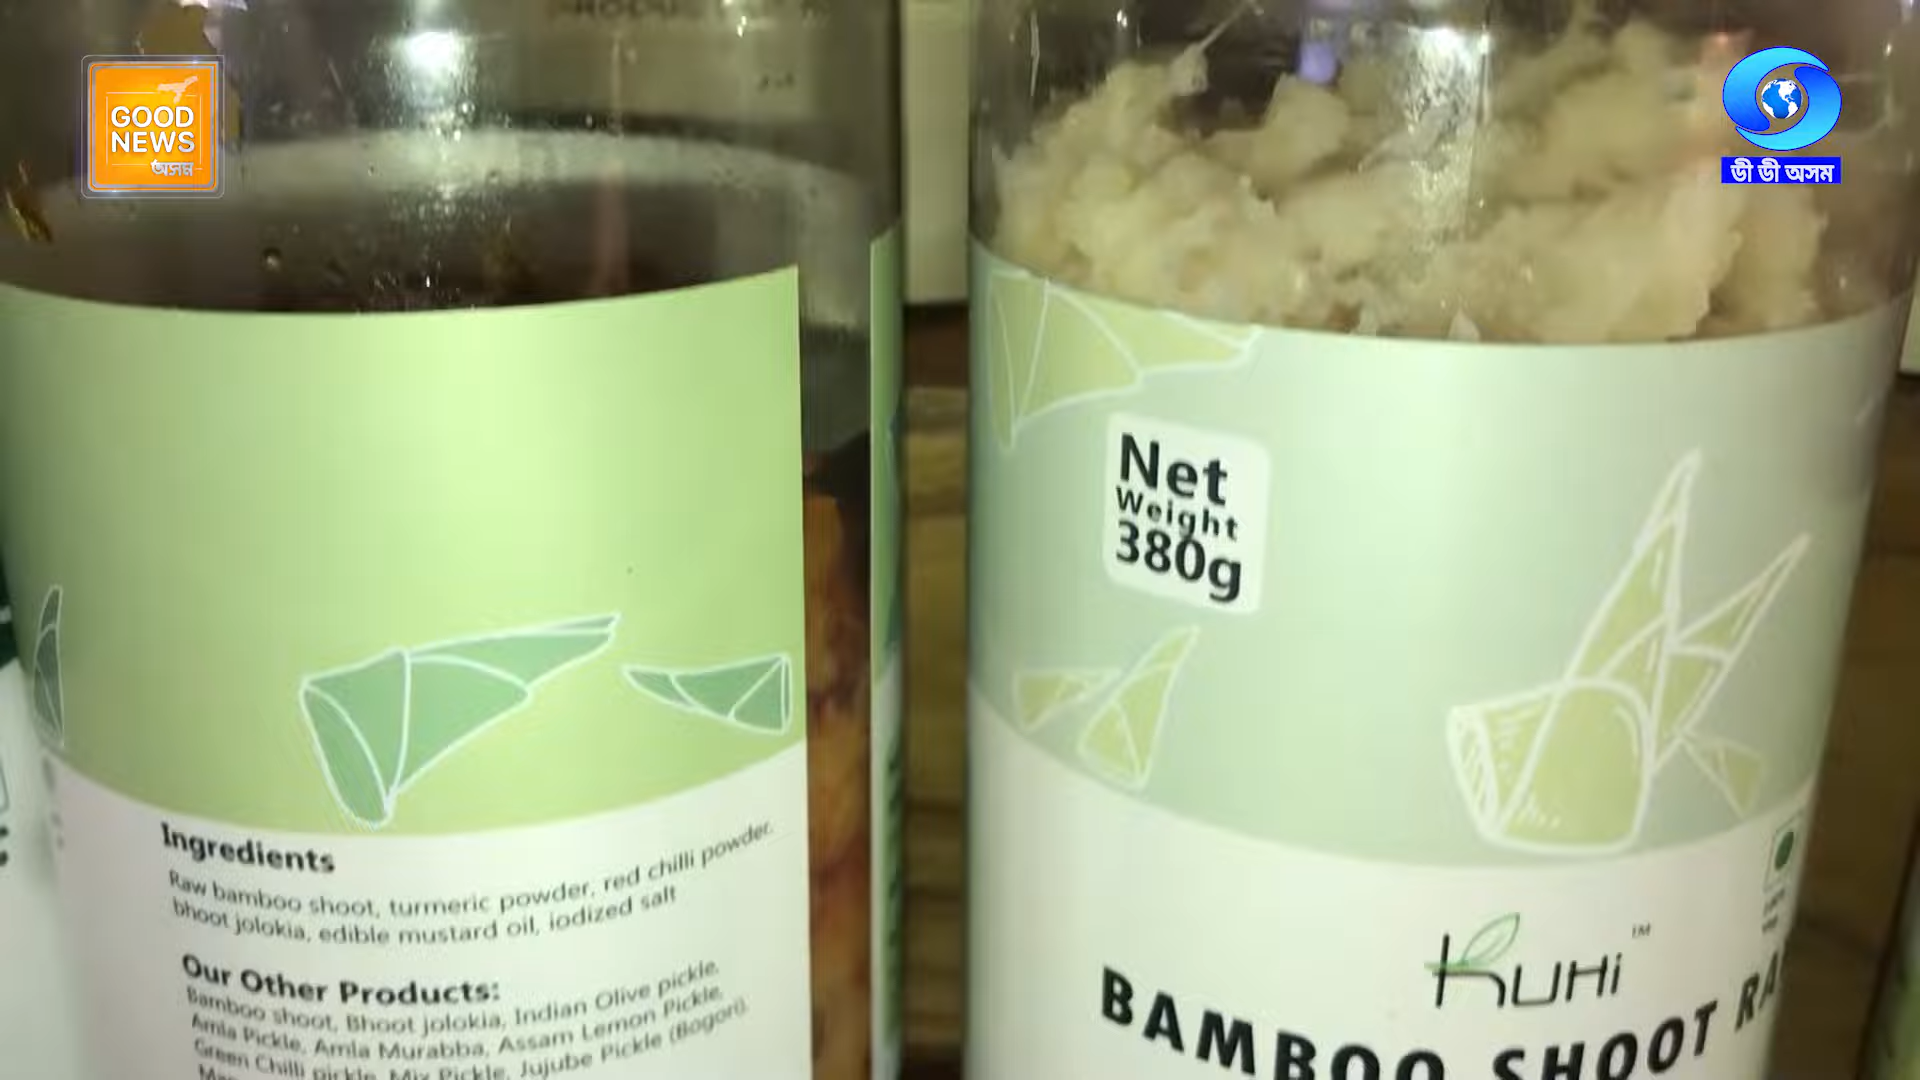 GOOD
NEWS
অসম
ডী ডী অসম
Net
Weight
380g
Ingredients
Raw bamboo shoot, turmeric powder, red chilli powder,
bhoot jolokia, edible mustard oil, iodized salt
Our Other Products:
Bamboo shoot, Bhoot jolokia, Indian Olive pickle,
Amla Pickle, Amla Murabba, Assam Lemon Pickle,
Green Chilli pickle, Mix Pickle, Jujube Pickle (Bogori),
KUHI ™
BAMBOO SHOOT